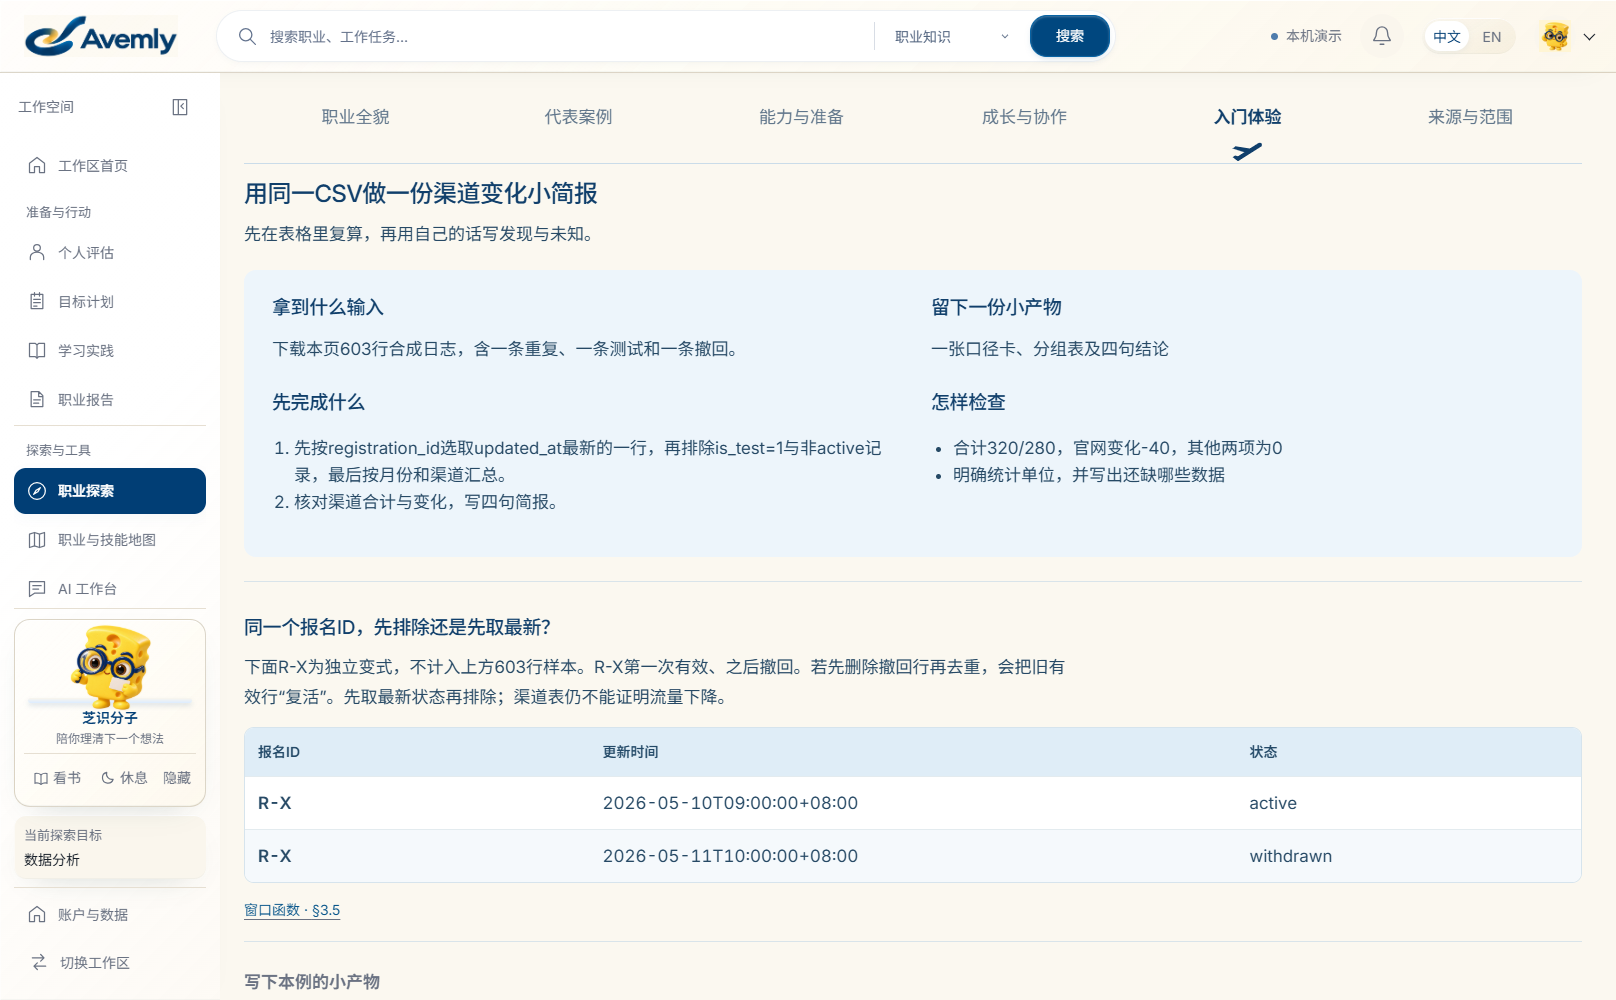 Avemly
搜索职业、工作任务...
职业知识
搜索
本机演示
中文
EN
工作空间
工作区首页
准备与行动
个人评估
目标计划
学习实践
职业报告
探索与工具
职业探索
职业与技能地图
AI 工作台
芝识分子
陪你理清下一个想法
看书
休息
隐藏
当前探索目标
数据分析
账户与数据
切换工作区
职业全貌
代表案例
能力与准备
成长与协作
入门体验
来源与范围
用同一CSV做一份渠道变化小简报
先在表格里复算，再用自己的话写发现与未知。
拿到什么输入
下载本页603行合成日志，含一条重复、一条测试和一条撤回。
留下一份小产物
一张口径卡、分组表及四句结论
先完成什么
1. 先按registration_id选取updated_at最新的一行，再排除is_test=1与非active记
录，最后按月份和渠道汇总。
2. 核对渠道合计与变化，写四句简报。
怎样检查
• 合计320/280，官网变化-40，其他两项为0
• 明确统计单位，并写出还缺哪些数据
同一个报名ID，先排除还是先取最新？
下面R-X为独立变式，不计入上方603行样本。R-X第一次有效、之后撤回。若先删除撤回行再去重，会把旧有
效行“复活”。先取最新状态再排除；渠道表仍不能证明流量下降。
报名ID 更新时间 状态
R-X 2026-05-10T09:00:00+08:00 active
R-X 2026-05-11T10:00:00+08:00 withdrawn
窗口函数 · §3.5
写下本例的小产物